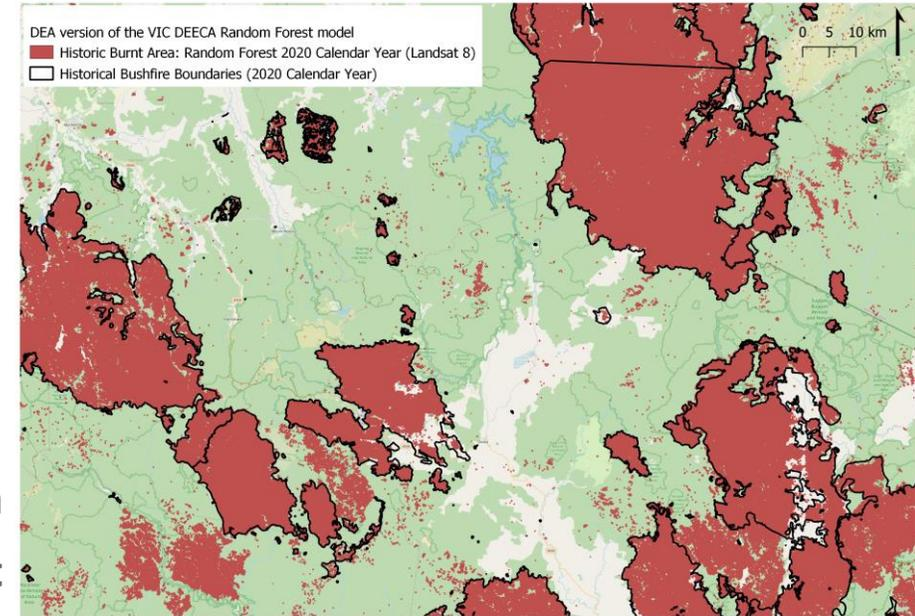 DEA version of the VIC DEECA Random Forest model
Historic Burnt Area: Random Forest 2020 Calendar Year (Landsat 8)
Historical Bushfire Boundaries (2020 Calendar Year)
0 5 10 km